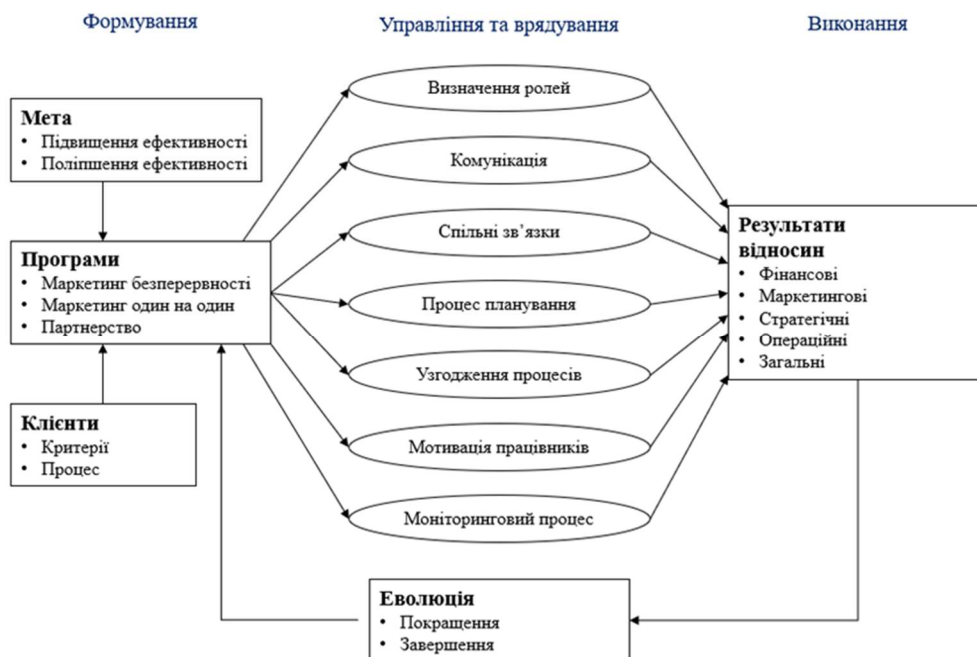 Формування
Управління та врядування
Виконання
Мета
• Підвищення ефективності
• Поліпшення ефективності
Програми
• Маркетинг безперервності
• Маркетинг один на один
• Партнерство
Клієнти
• Критерії
• Процес
Визначення ролей
Комунікація
Спільні зв’язки
Процес планування
Узгодження процесів
Мотивація працівників
Моніторинговий процес
Результати
відносин
• Фінансові
• Маркетингові
• Стратегічні
• Операційні
• Загальні
Еволюція
• Покращення
• Завершення